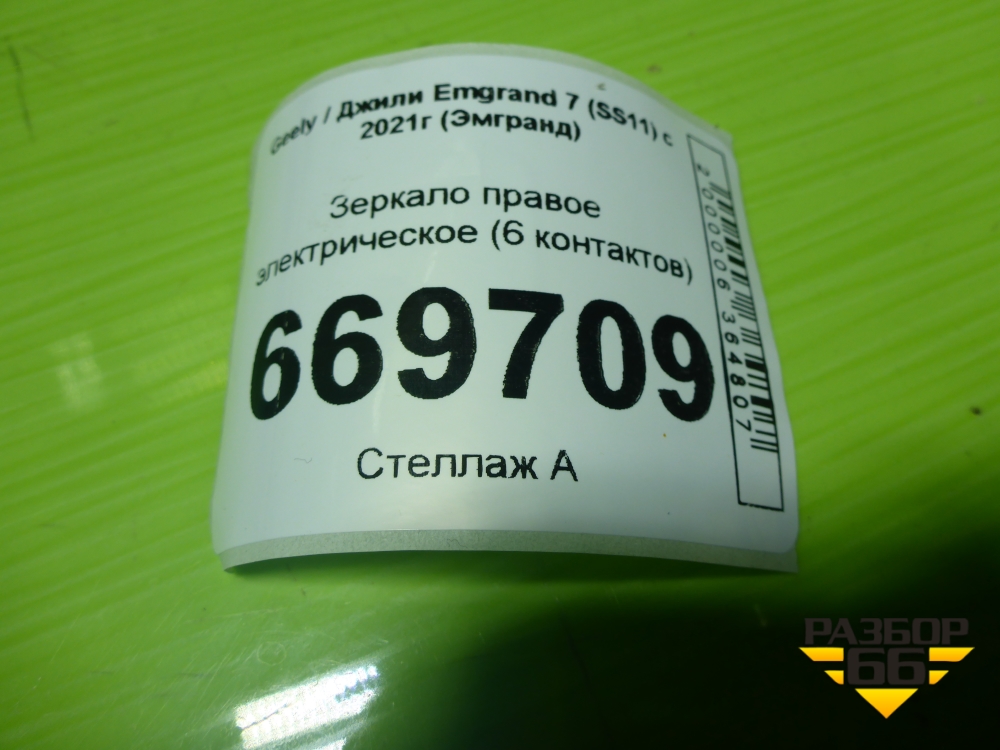 Geely / Джили Emgrand 7 (SS11) с
2021г (Эмгранд)
Зеркало правое
электрическое (6 контактов)
669709
Стеллаж А
2000006364807
РАЗБОР
66